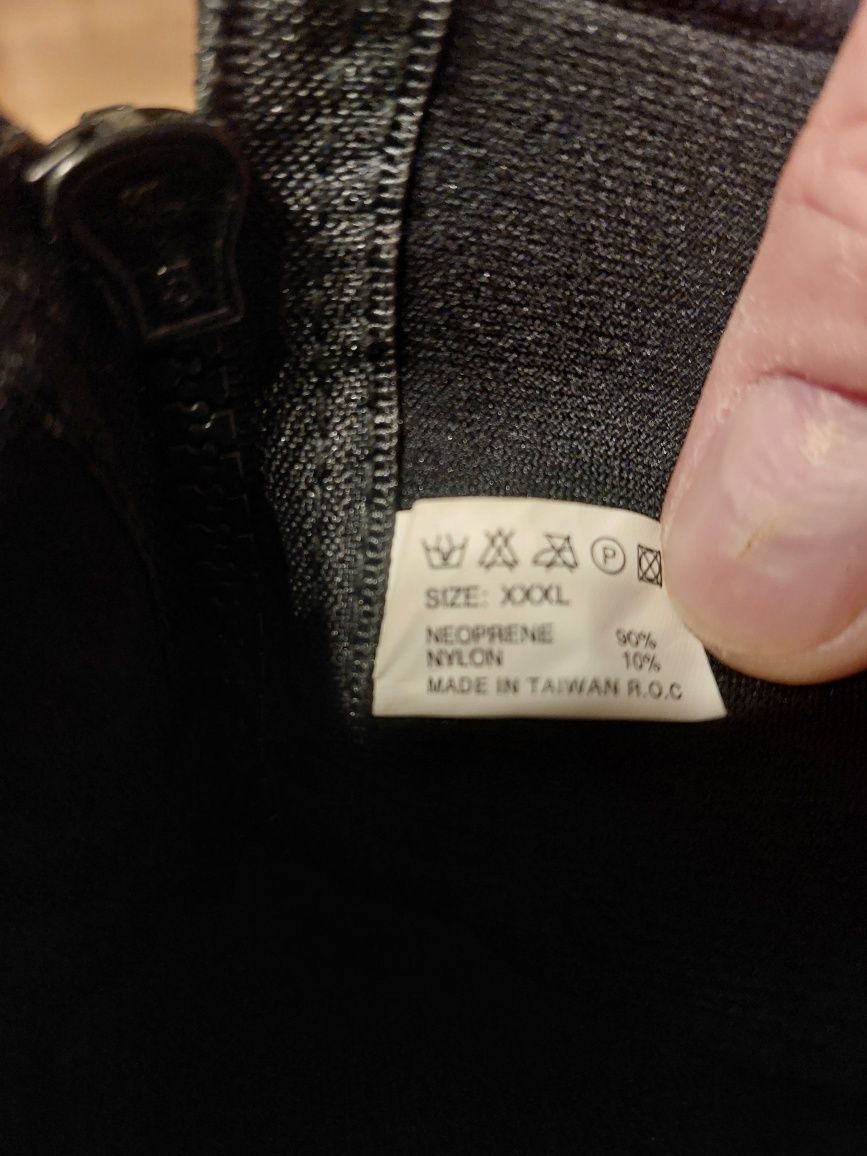 P
SIZE: XXXL
NEOPRENE 90%
NYLON 10%
MADE IN TAIWAN R.O.C